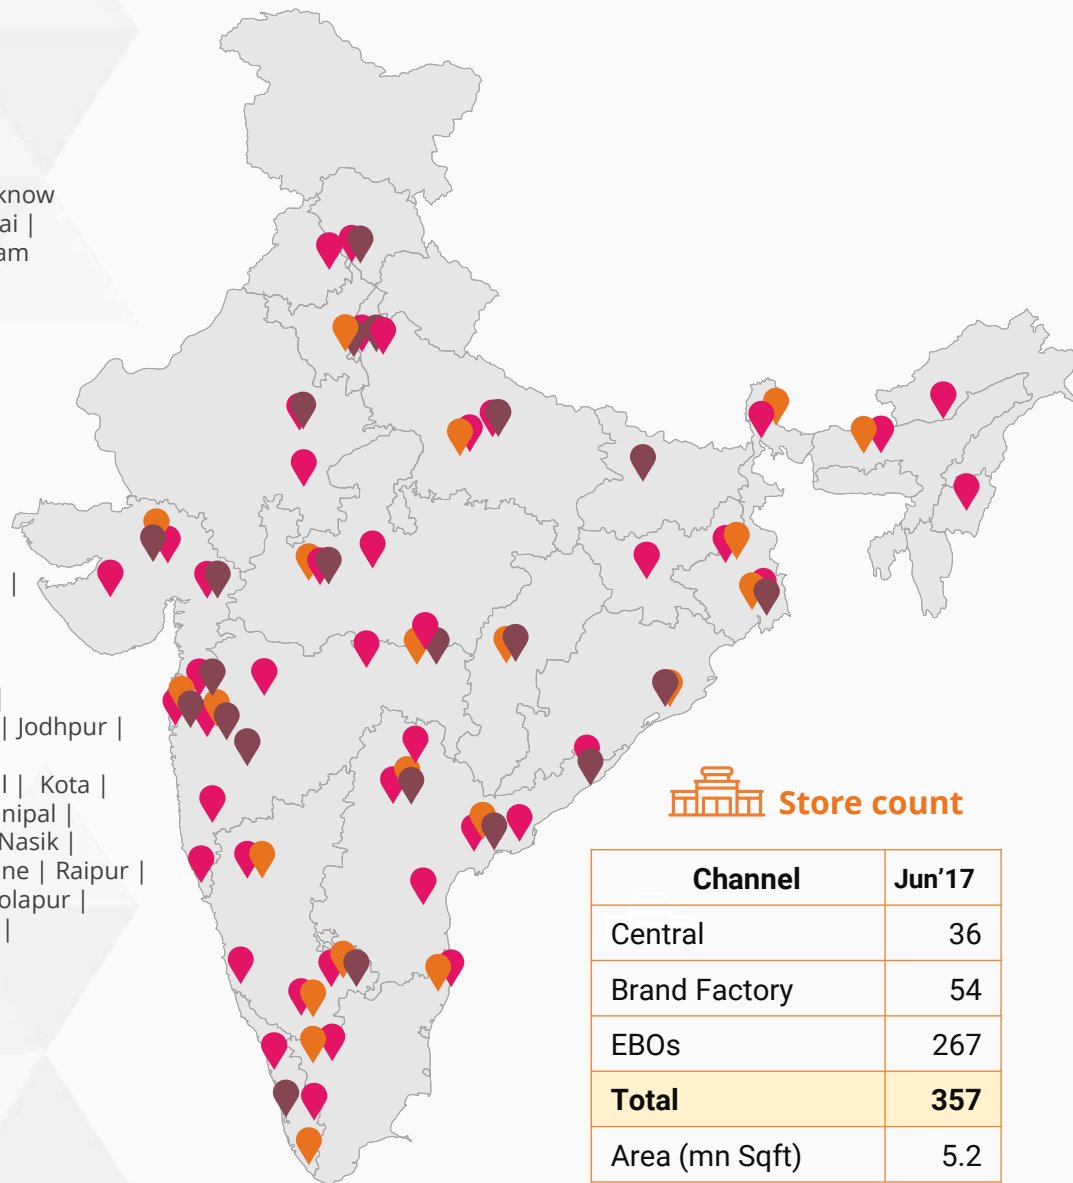 know
ai |
am
|
|
| Jodhpur |
l | Kota |
nipal |
Nasik |
ne | Raipur |
olapur |
|
Store count
Channel Jun’17
Central 36
Brand Factory 54
EBOs 267
Total 357
Area (mn Sqft) 5.2